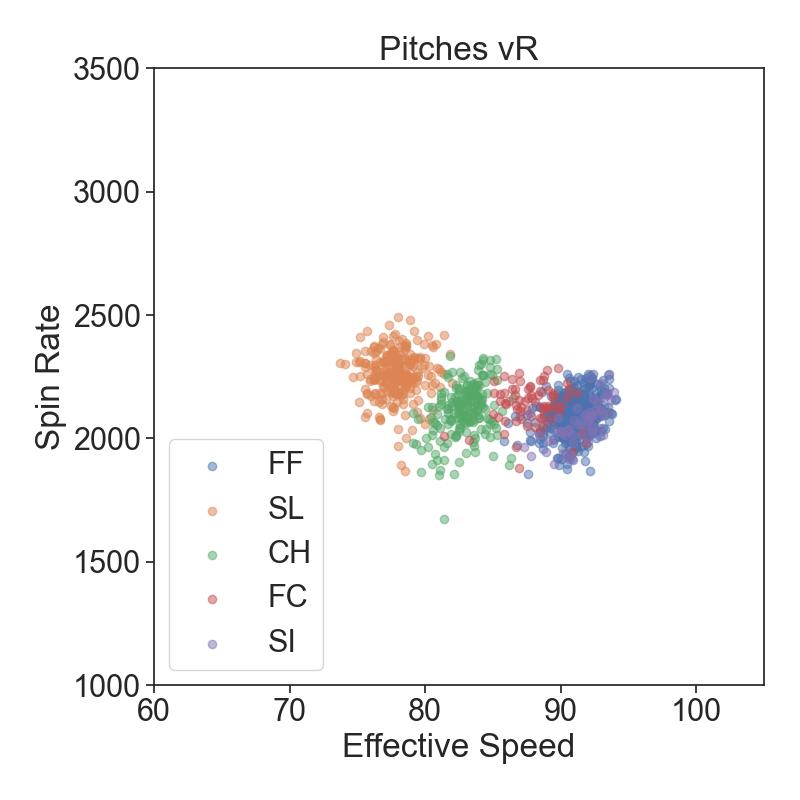 Pitches vR
3500
3000
2500
2000
1500
1000
Spin Rate
FF
SL
CH
FC
SI
60 70 80 90 100
Effective Speed